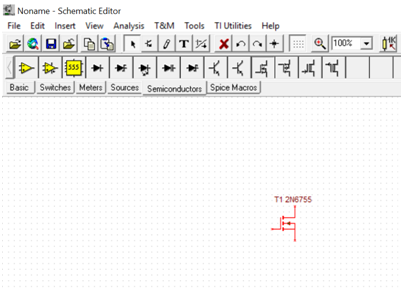 Noname - Schematic Editor
File Edit Insert View Analysis T&M Tools TI Utilities Help
T 100%
555
Basic Switches Meters Sources Semiconductors Spice Macros
T1 2N6755